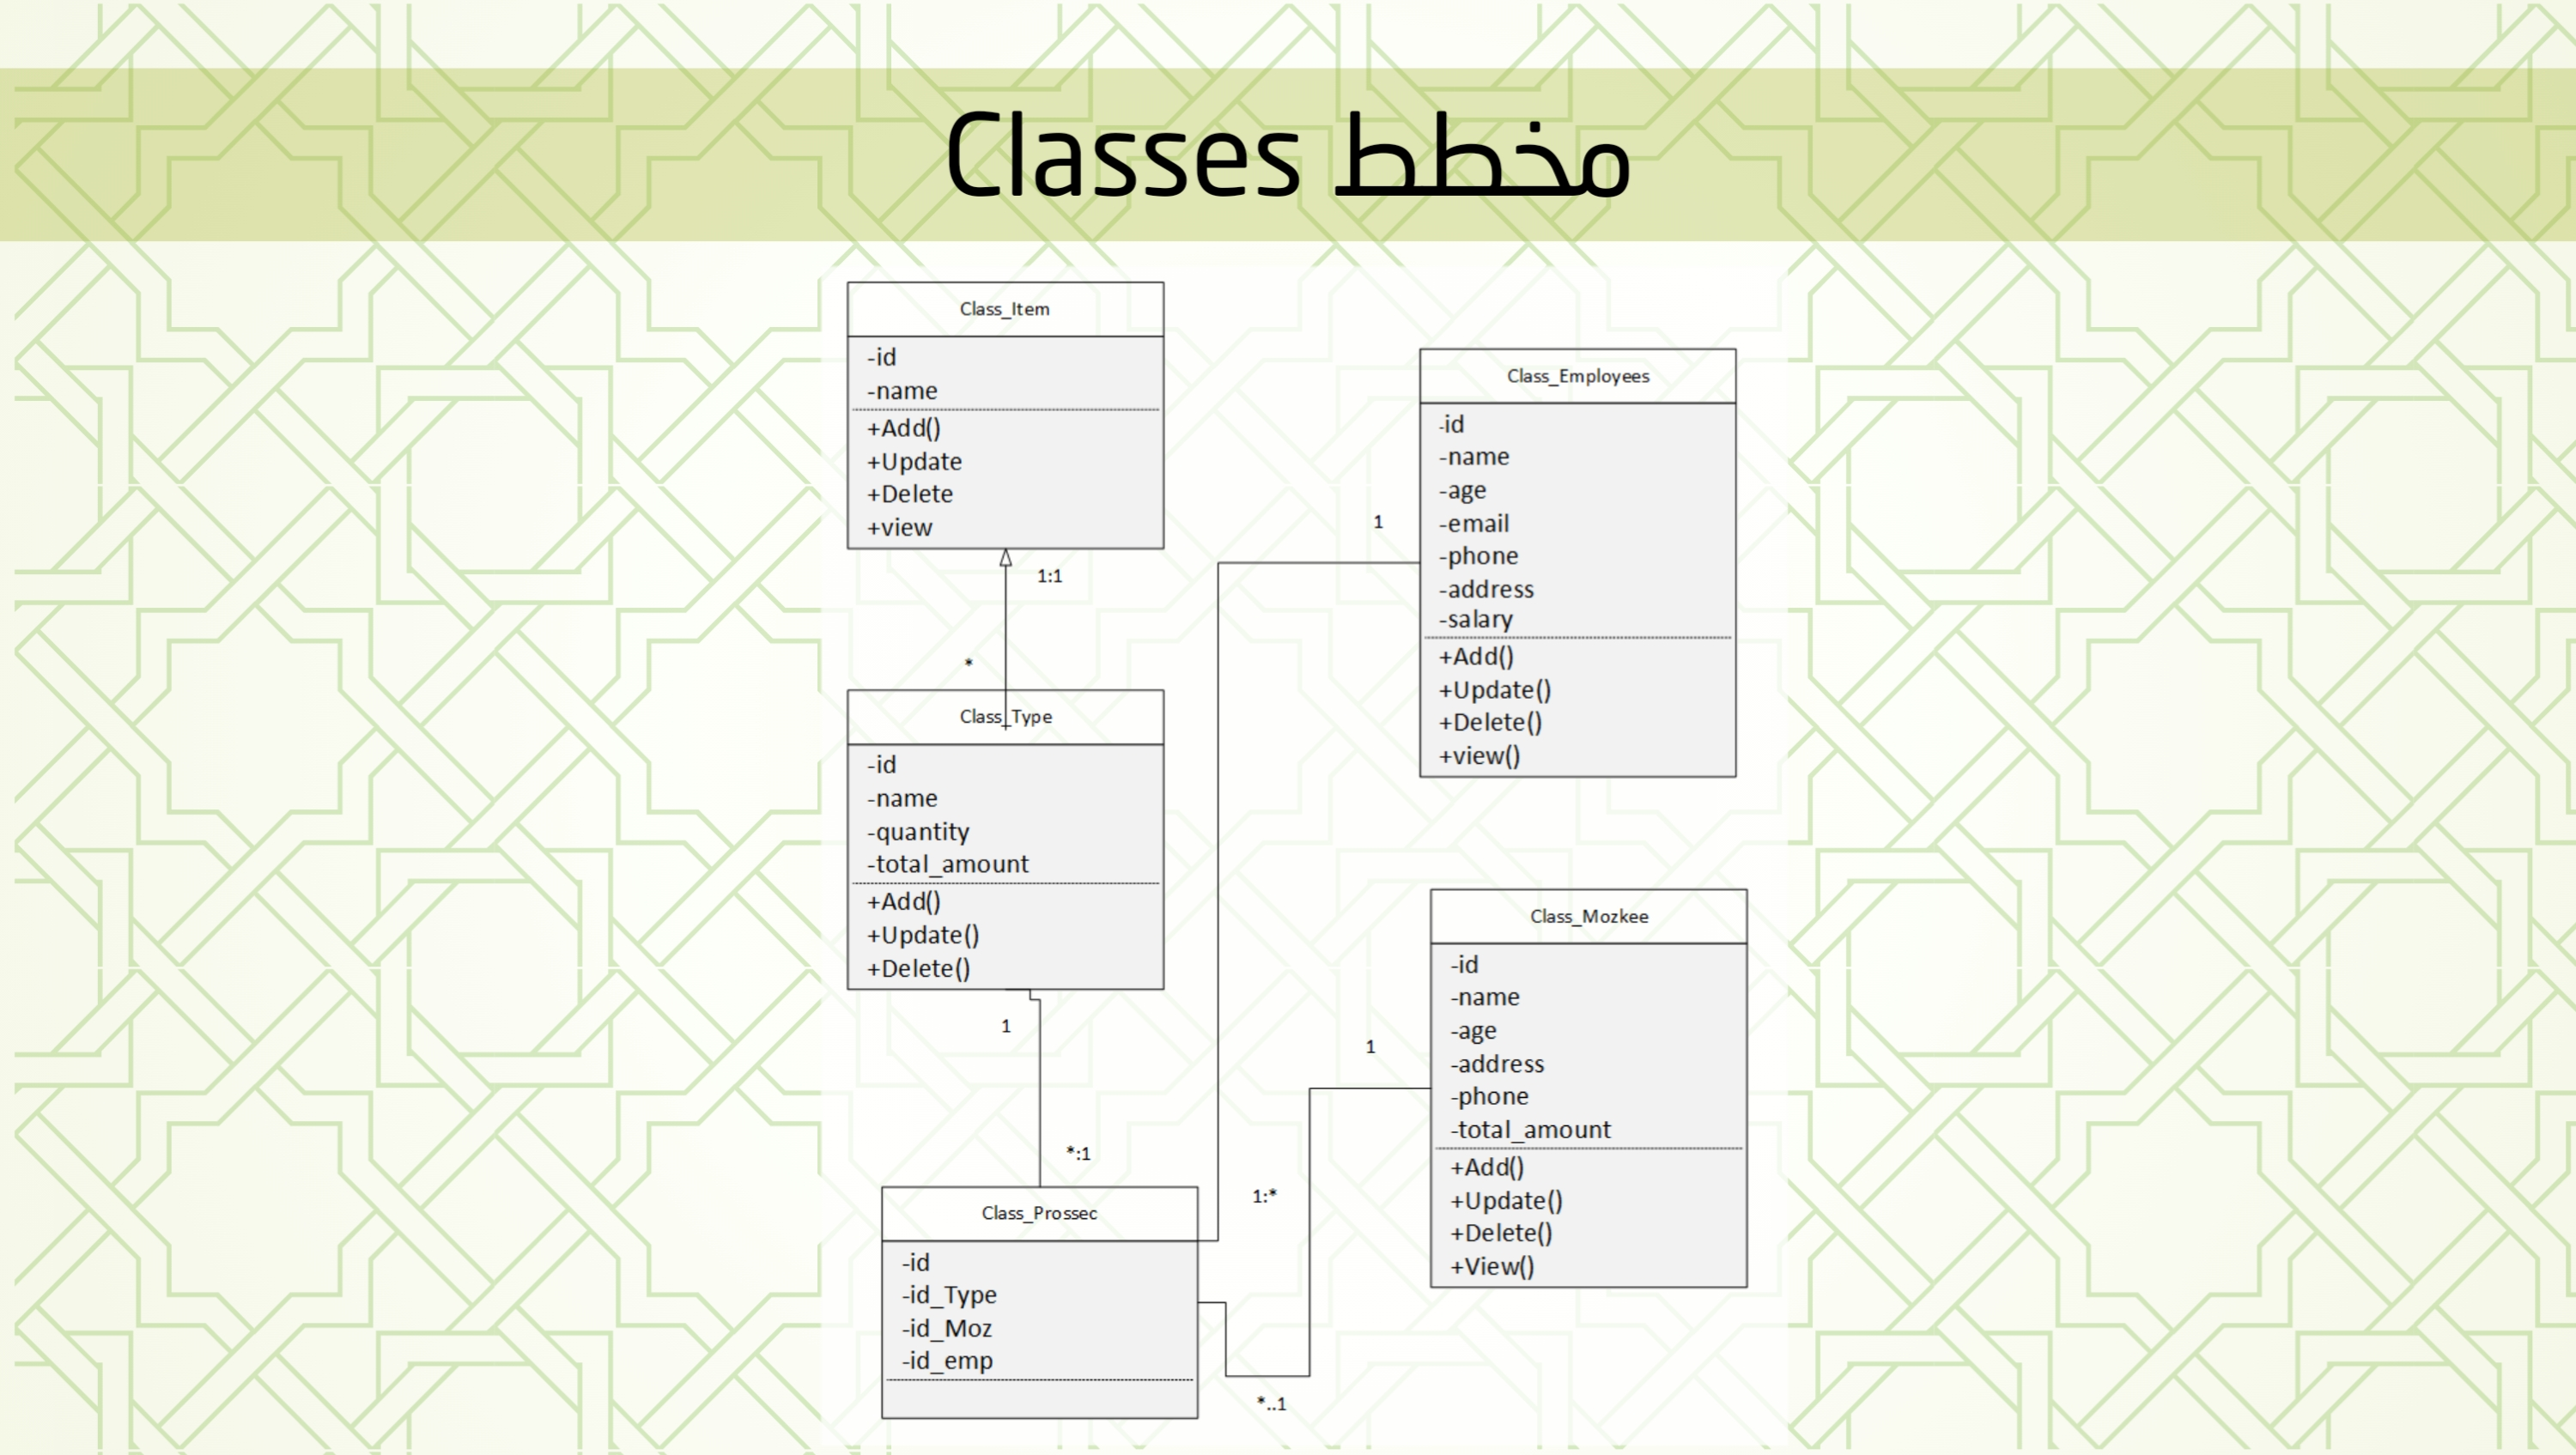 مخطط Classes
Class_Item
-id
-name
+Add()
+Update
+Delete
+view
1:1
*
Class_Type
-id
-name
-quantity
-total_amount
+Add()
+Update()
+Delete()
1
*:1
Class_Prossec
-id
-id_Type
-id_Moz
-id_emp
Class_Employees
-id
-name
-age
-email
-phone
-address
-salary
+Add()
+Update()
+Delete()
+view()
1
1:*
Class_Mozkee
-id
-name
-age
-address
-phone
-total_amount
+Add()
+Update()
+Delete()
+View()
1
*..1